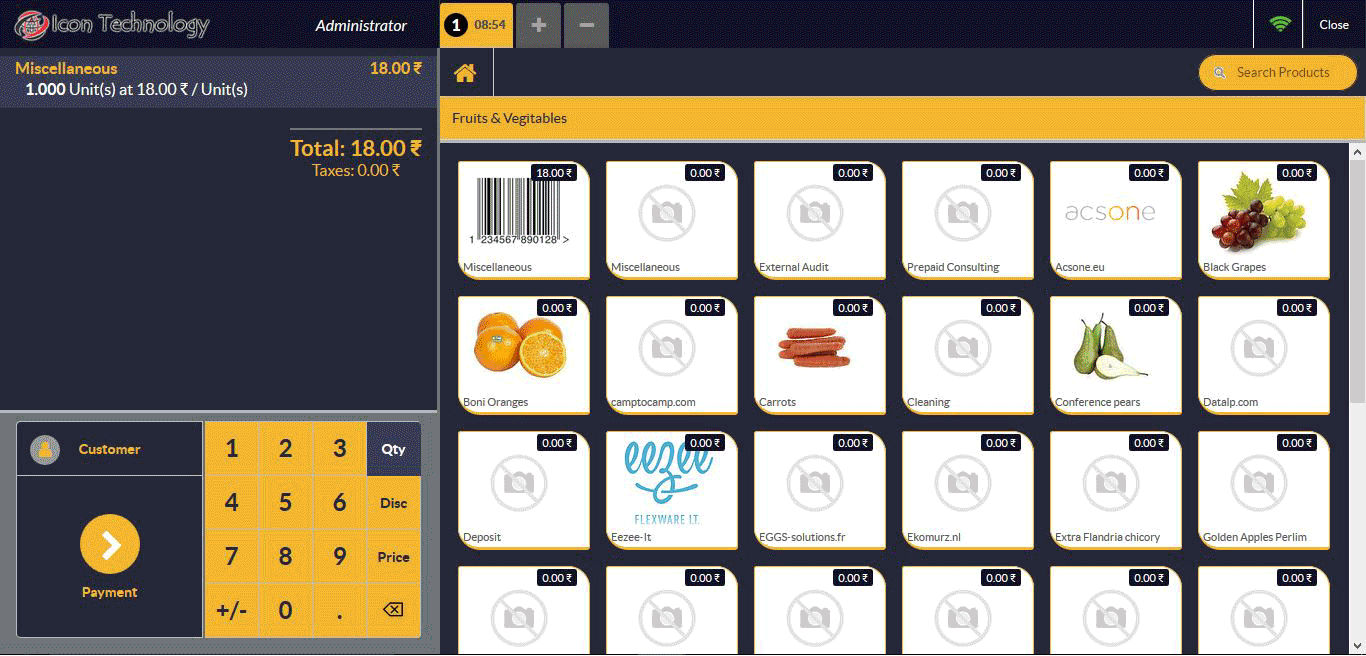 Icon Technology
Administrator
1 08:54 + −
Close
Miscellaneous 18.00 ₹
1.000 Unit(s) at 18.00 ₹ / Unit(s)
Total: 18.00 ₹
Taxes: 0.00 ₹
Search Products
Fruits & Vegitables
18.00 ₹
1 234567 890128 >
Miscellaneous
0.00 ₹
Miscellaneous
0.00 ₹
External Audit
0.00 ₹
Prepaid Consulting
0.00 ₹
acsone
Acsone.eu
0.00 ₹
Black Grapes
0.00 ₹
Boni Oranges
0.00 ₹
camptocamp.com
0.00 ₹
Carrots
0.00 ₹
Cleaning
0.00 ₹
Conference pears
0.00 ₹
Datalp.com
0.00 ₹
Deposit
0.00 ₹
eezee
FLEXWARE I.T.
Eezee-It
0.00 ₹
EGGS-solutions.fr
0.00 ₹
Ekomurz.nl
0.00 ₹
Extra Flandria chicory
0.00 ₹
Golden Apples Perlim
0.00 ₹
0.00 ₹
0.00 ₹
0.00 ₹
0.00 ₹
0.00 ₹
Customer
Payment
1 2 3 Qty
4 5 6 Disc
7 8 9 Price
+/- 0 .